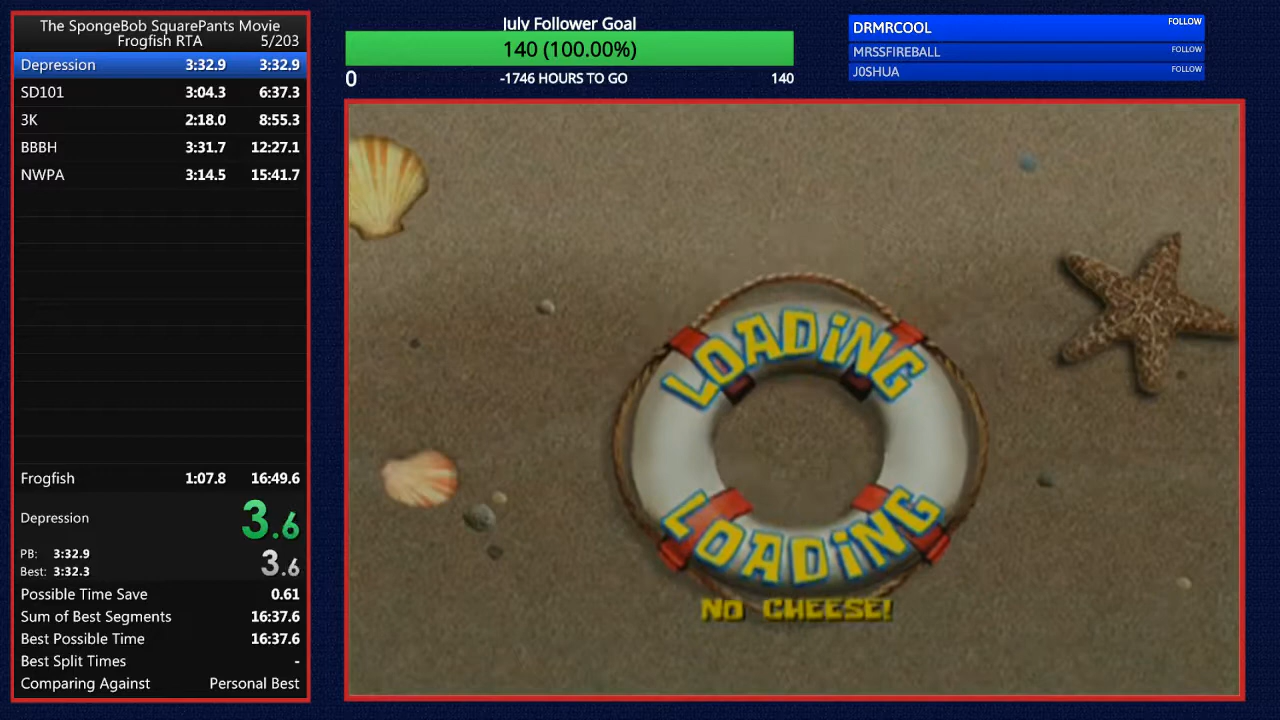 The SpongeBob SquarePants Movie
Frogfish RTA 5/203
Depression 3:32.9 3:32.9
SD101 3:04.3 6:37.3
3K 2:18.0 8:55.3
BBBH 3:31.7 12:27.1
NWPA 3:14.5 15:41.7
Frogfish 1:07.8 16:49.6
Depression 3.6
PB: 3:32.9
Best: 3:32.3 3.6
Possible Time Save 0.61
Sum of Best Segments 16:37.6
Best Possible Time 16:37.6
Best Split Times -
Comparing Against Personal Best
July Follower Goal
140 (100.00%)
0 -1746 HOURS TO GO 140
DRMRCOOL FOLLOW
MRSSFIREBALL FOLLOW
J0SHUA FOLLOW
LOADiNG
LOADiNG
NO CHEESE!